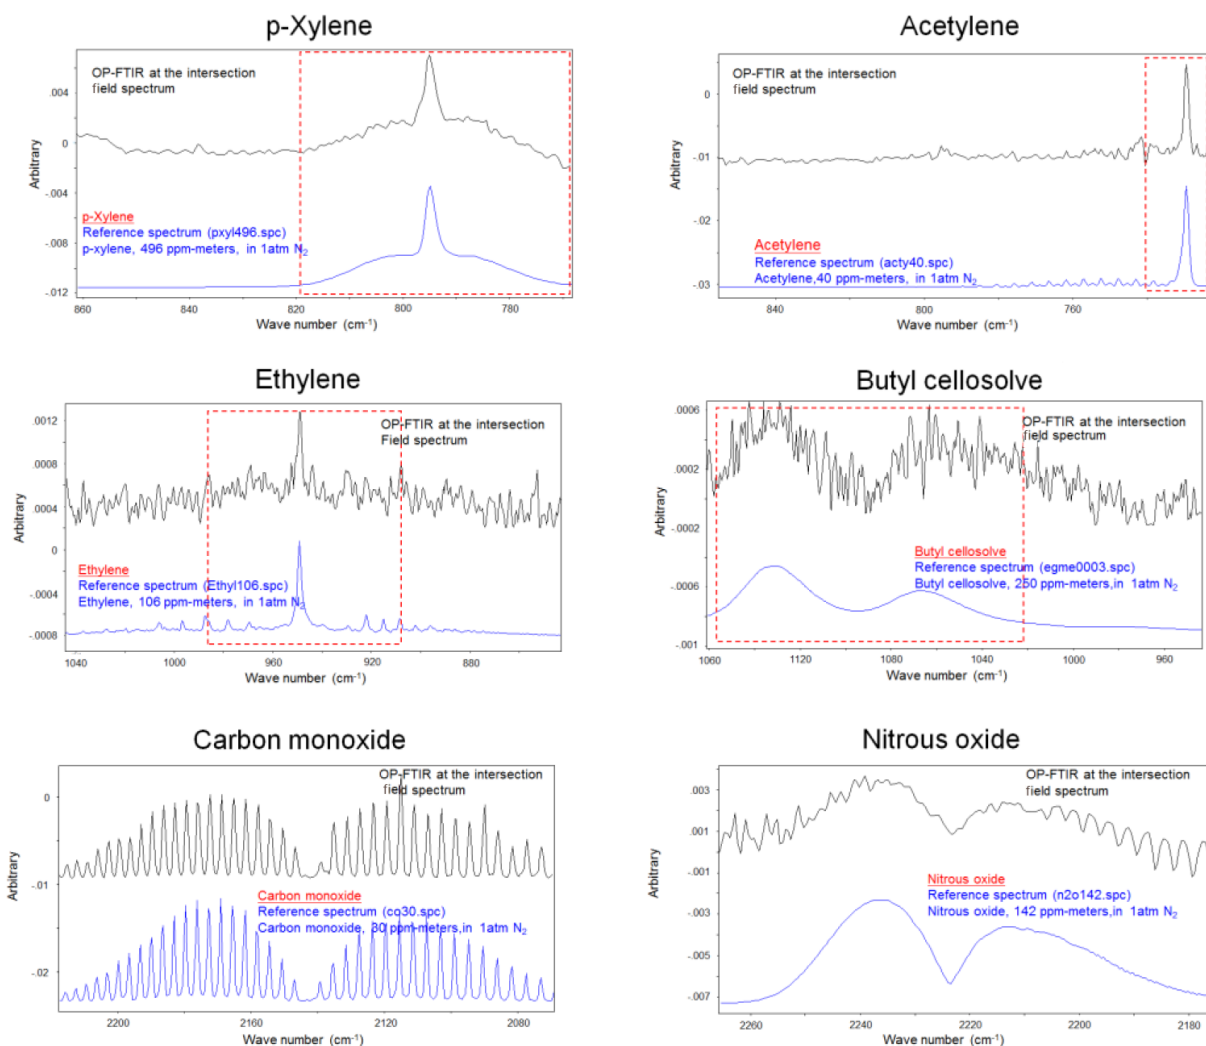 p-Xylene
OP-FTIR at the intersection
field spectrum
.004
0
-.004
-.008
-.012
Arbitrary
p-Xylene
Reference spectrum (pxyl496.spc)
p-xylene, 496 ppm-meters, in 1atm N2
860
840
820
800
780
Wave number (cm-1)
Acetylene
OP-FTIR at the intersection
field spectrum
0
-.01
-.02
-.03
Arbitrary
Acetylene
Reference spectrum (acty40.spc)
Acetylene,40 ppm-meters, in 1atm N2
840
800
760
Wave number (cm-1)
Ethylene
OP-FTIR at the intersection
Field spectrum
.0012
.0008
.0004
0
-.0004
-.0008
Arbitrary
Ethylene
Reference spectrum (Ethyl106.spc)
Ethylene, 106 ppm-meters, in 1atm N2
1040
1000
960
920
880
Wave number (cm-1)
Butyl cellosolve
OP-FTIR at the intersection
field spectrum
.0006
.0002
-.0002
-.0006
-.001
Arbitrary
Butyl cellosolve
Reference spectrum (egme0003.spc)
Butyl cellosolve, 250 ppm-meters,in 1atm N2
1060
1120
1080
1040
1000
960
Wave number (cm-1)
Carbon monoxide
OP-FTIR at the intersection
field spectrum
0
-.01
-.02
Arbitrary
Carbon monoxide
Reference spectrum (co30.spc)
Carbon monoxide, 30 ppm-meters,in 1atm N2
2200
2160
2120
2080
Wave number (cm-1)
Nitrous oxide
OP-FTIR at the intersection
field spectrum
.003
.001
-.001
-.003
-.005
-.007
Arbitrary
Nitrous oxide
Reference spectrum (n2o142.spc)
Nitrous oxide, 142 ppm-meters,in 1atm N2
2260
2240
2220
2200
2180
Wave number (cm-1)